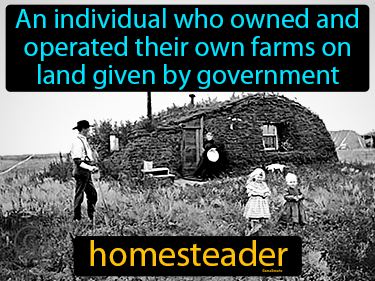 An individual who owned and
operated their own farms on
land given by government
homesteader